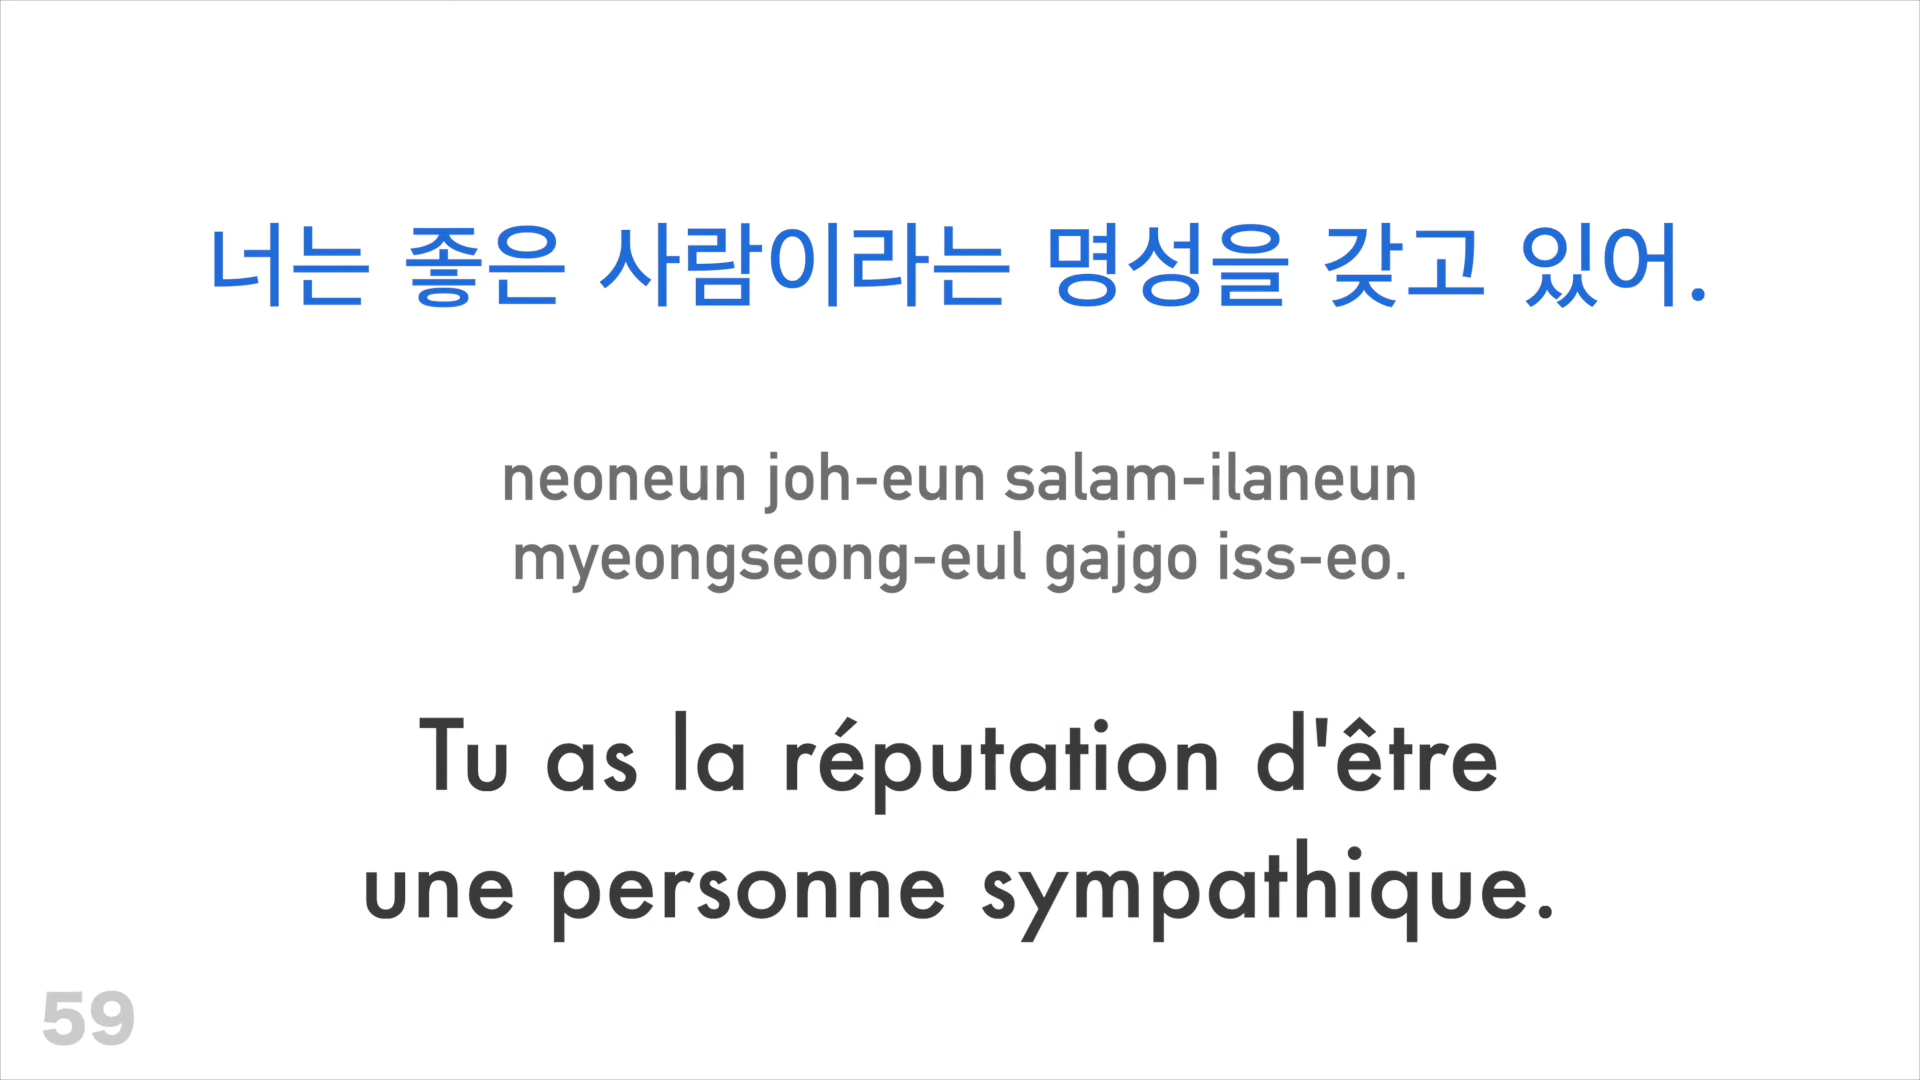 너는 좋은 사람이라는 명성을 갖고 있어.
neoneun joh-eun salam-ilaneun
myeongseong-eul gajgo iss-eo.
Tu as la réputation d'être
une personne sympathique.
59